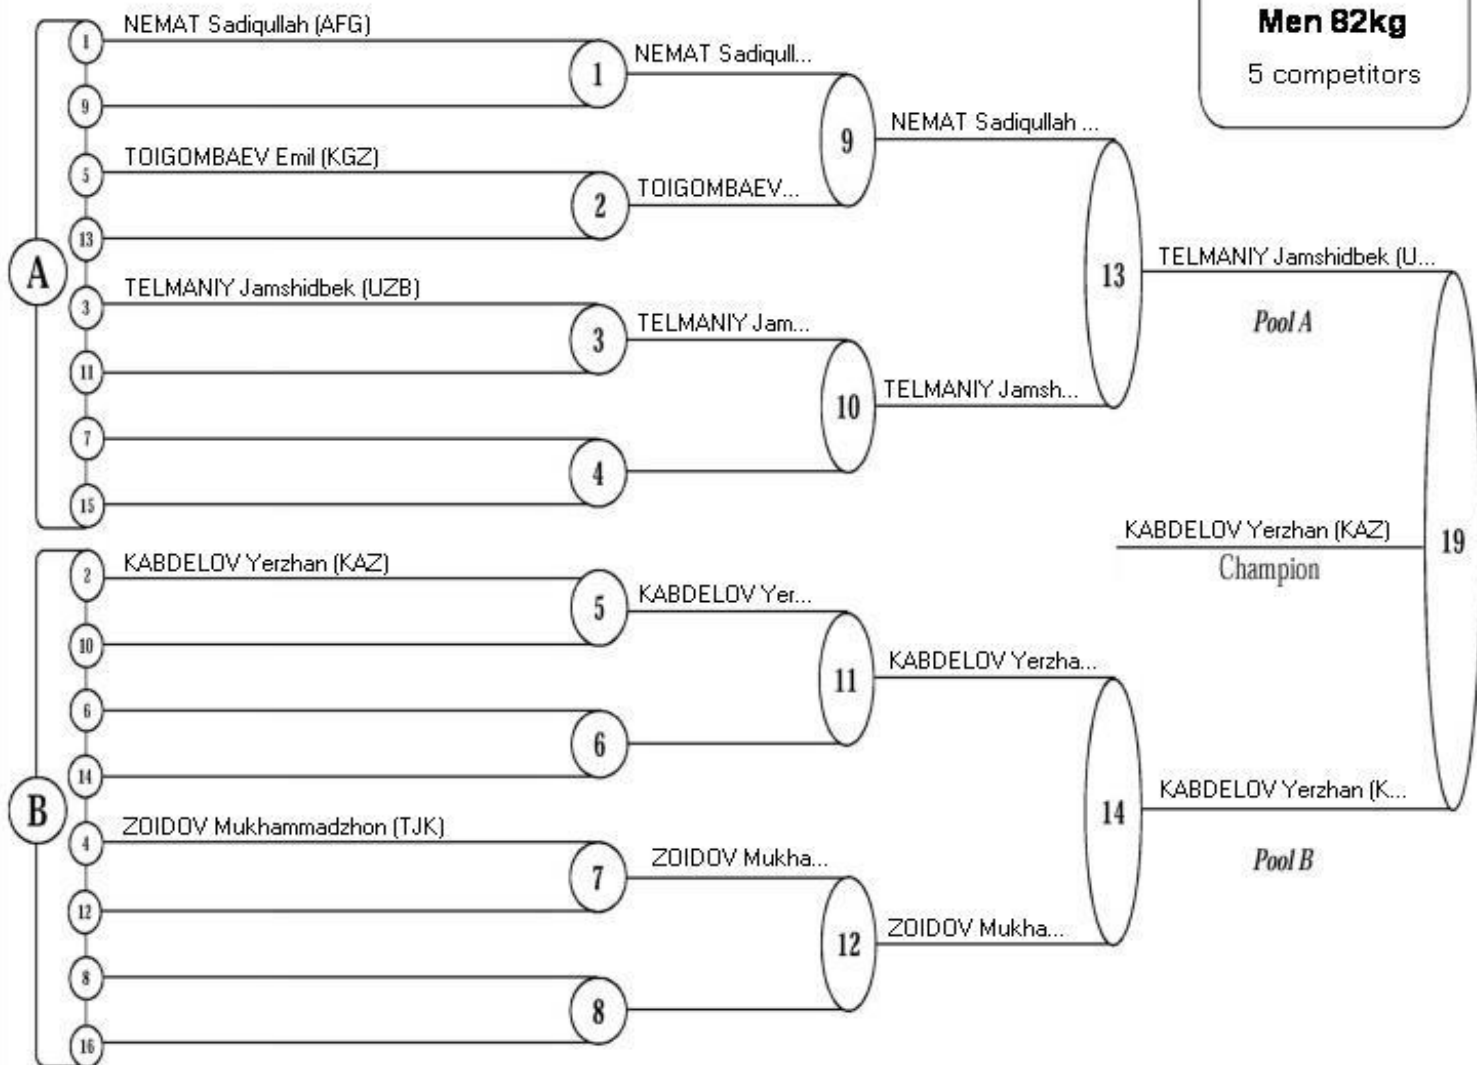 Men 82kg
5 competitors
1
NEMAT Sadiqullah (AFG)
9
1
NEMAT Sadiqull...
5
TOIGOMBAEV Emil (KGZ)
13
2
TOIGOMBAEV...
9
NEMAT Sadiqullah ...
A
3
TELMANIY Jamshidbek (UZB)
11
3
TELMANIY Jam...
7
15
4
10
TELMANIY Jamsh...
13
TELMANIY Jamshidbek (U...
Pool A
2
KABDELOV Yerzhan (KAZ)
10
5
KABDELOV Yer...
6
14
6
11
KABDELOV Yerzha...
B
4
ZOIDOV Mukhammadzhon (TJK)
12
7
ZOIDOV Mukha...
8
16
8
12
ZOIDOV Mukha...
14
KABDELOV Yerzhan (K...
Pool B
19
KABDELOV Yerzhan (KAZ)
Champion